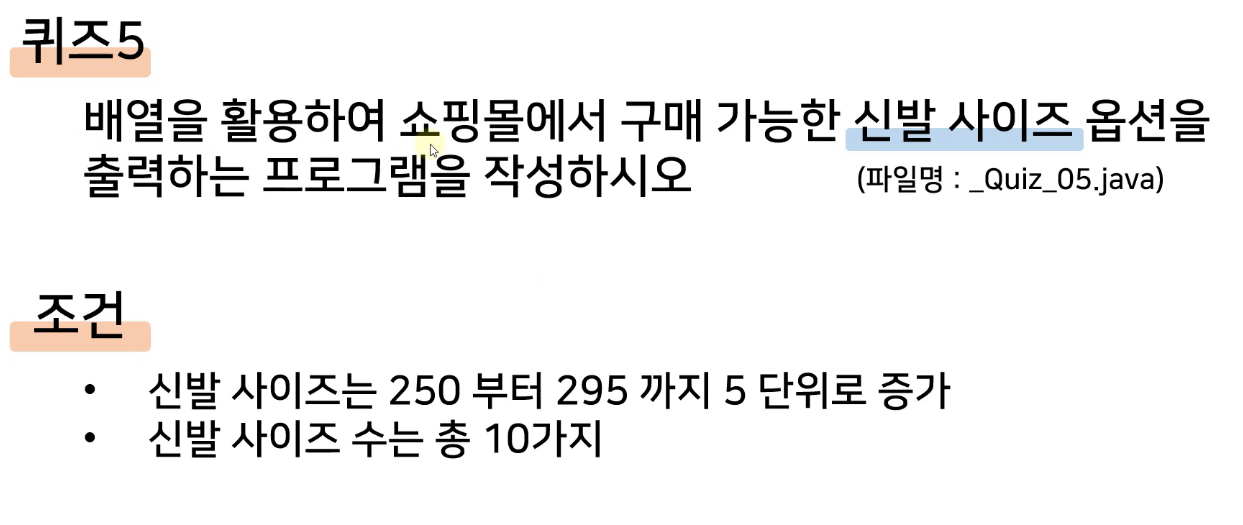 퀴즈5
배열을 활용하여 쇼핑몰에서 구매 가능한 신발 사이즈 옵션을
출력하는 프로그램을 작성하시오
(파일명 : _Quiz_05.java)
조건
• 신발 사이즈는 250 부터 295 까지 5 단위로 증가
• 신발 사이즈 수는 총 10가지